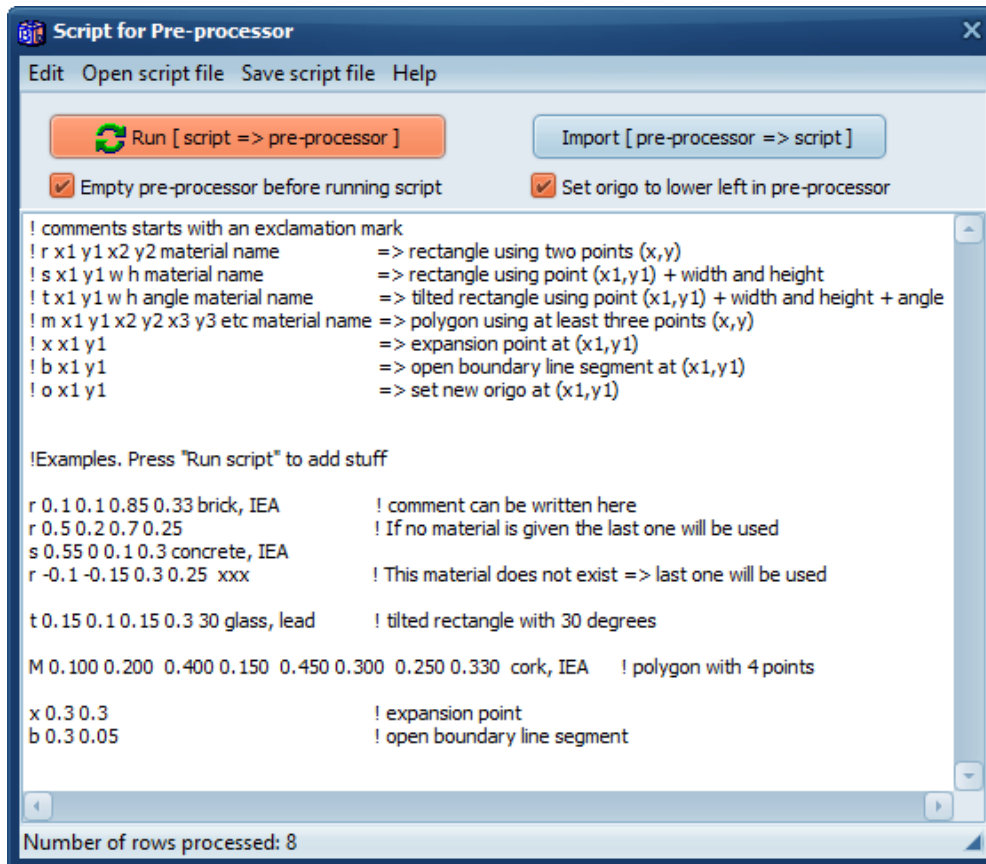 Script for Pre-processor
Edit Open script file Save script file Help
Run [ script => pre-processor ] Import [ pre-processor => script ]
Empty pre-processor before running script Set origo to lower left in pre-processor
! comments starts with an exclamation mark
! r x1 y1 x2 y2 material name => rectangle using two points (x,y)
! s x1 y1 w h material name => rectangle using point (x1,y1) + width and height
! t x1 y1 w h angle material name => tilted rectangle using point (x1,y1) + width and height + angle
! m x1 y1 x2 y2 x3 y3 etc material name => polygon using at least three points (x,y)
! x x1 y1 => expansion point at (x1,y1)
! b x1 y1 => open boundary line segment at (x1,y1)
! o x1 y1 => set new origo at (x1,y1)
!Examples. Press "Run script" to add stuff
r 0.1 0.1 0.85 0.33 brick, IEA ! comment can be written here
r 0.5 0.2 0.7 0.25 ! If no material is given the last one will be used
s 0.55 0 0.1 0.3 concrete, IEA
r -0.1 -0.15 0.3 0.25 xxx ! This material does not exist => last one will be used
t 0.15 0.1 0.15 0.3 30 glass, lead ! tilted rectangle with 30 degrees
M 0.100 0.200 0.400 0.150 0.450 0.300 0.250 0.330 cork, IEA ! polygon with 4 points
x 0.3 0.3 ! expansion point
b 0.3 0.05 ! open boundary line segment
Number of rows processed: 8